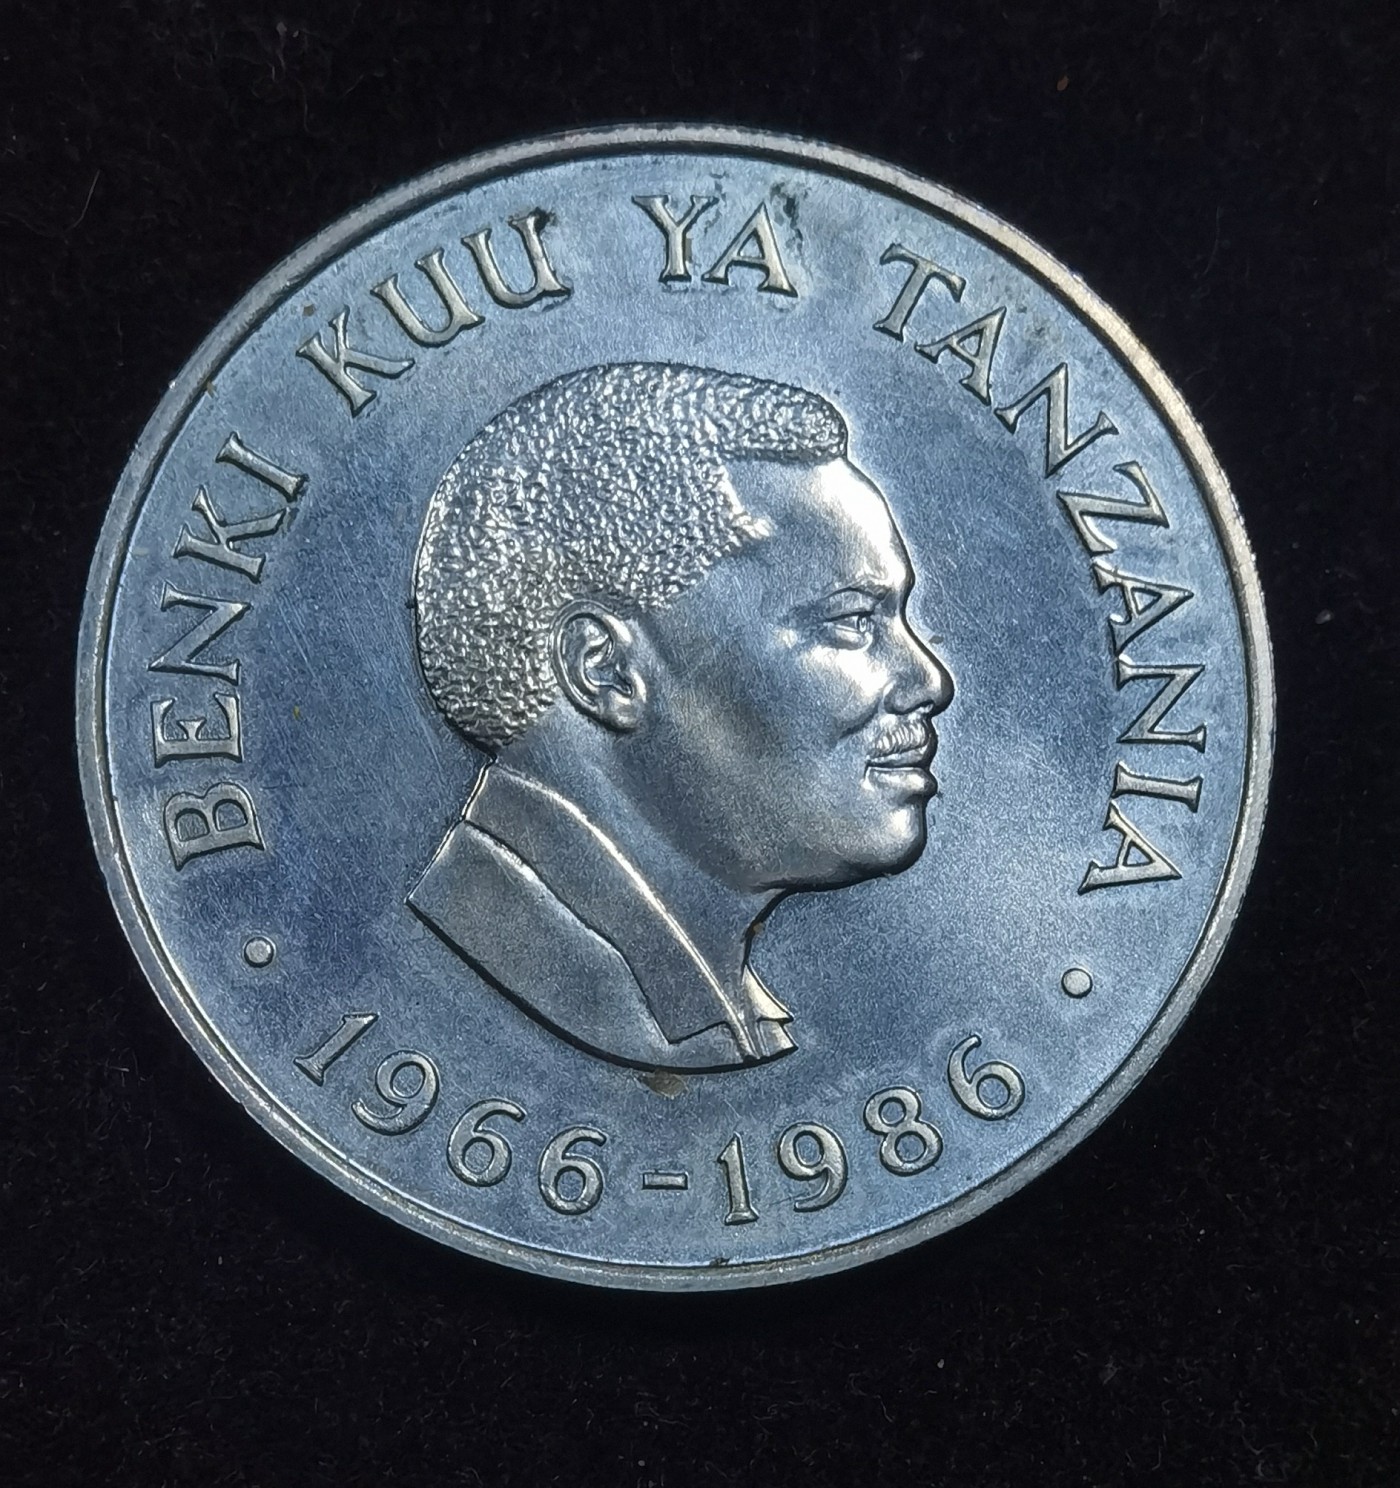 BENKI KUU YA TANZANIA
• 1966-1986 •